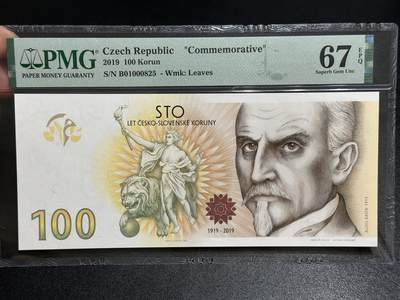 PMG
PAPER MONEY GUARANTY
Czech Republic "Commemorative"
2019 100 Korun
S/N B01000825 - Wmk: Leaves
67 EPQ
Superb Gem Unc
STO
LET ČESKO-SLOVENSKÉ KORUNY
100
1919 - 2019